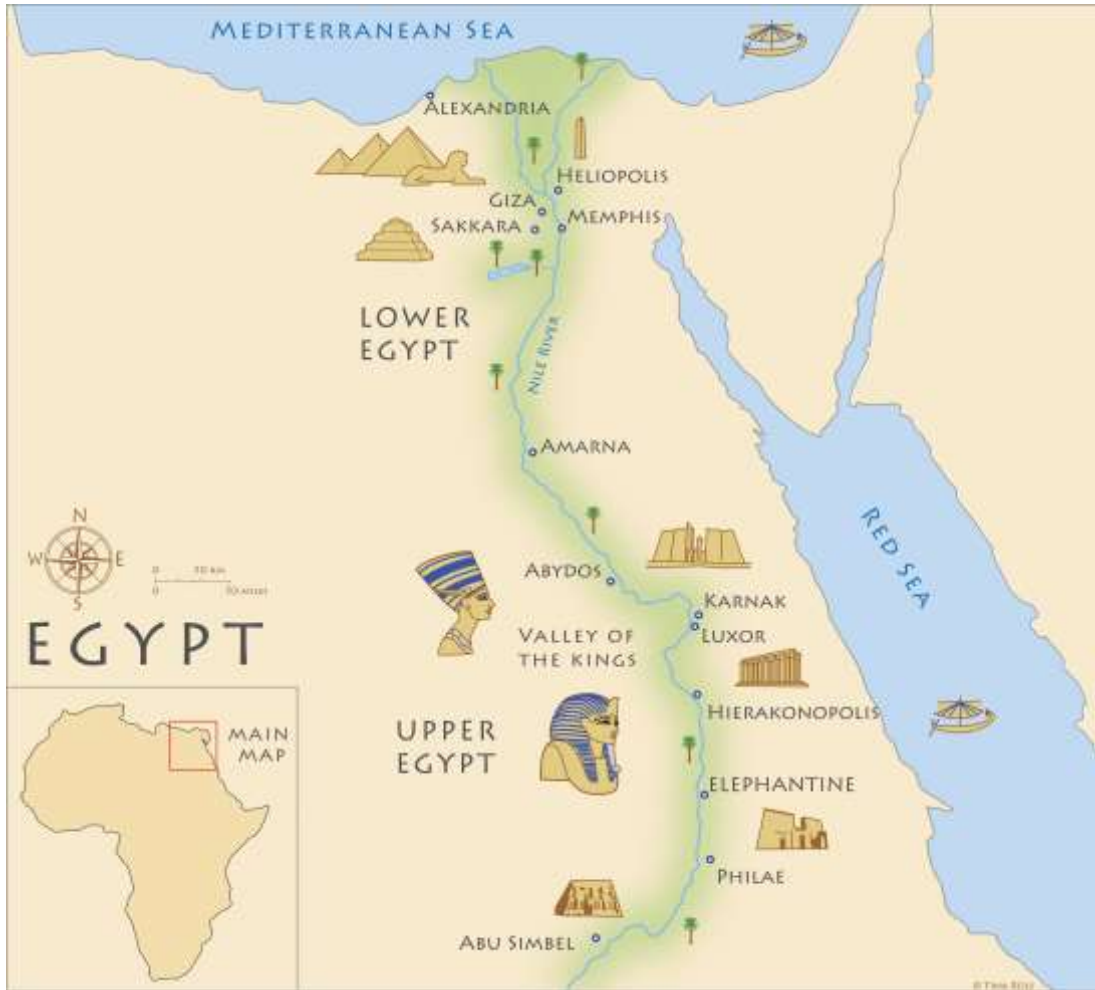 MEDITERRANEAN SEA
ALEXANDRIA
HELIOPOLIS
GIZA
SAKKARA
MEMPHIS
LOWER
EGYPT
NILE RIVER
AMARNA
N
W
E
S
RED SEA
ABYDOS
KARNAK
LUXOR
VALLEY OF
THE KINGS
EGYPT
HIERAKONOPOLIS
UPPER
EGYPT
MAIN
MAP
ELEPHANTINE
PHILAE
ABU SIMBEL